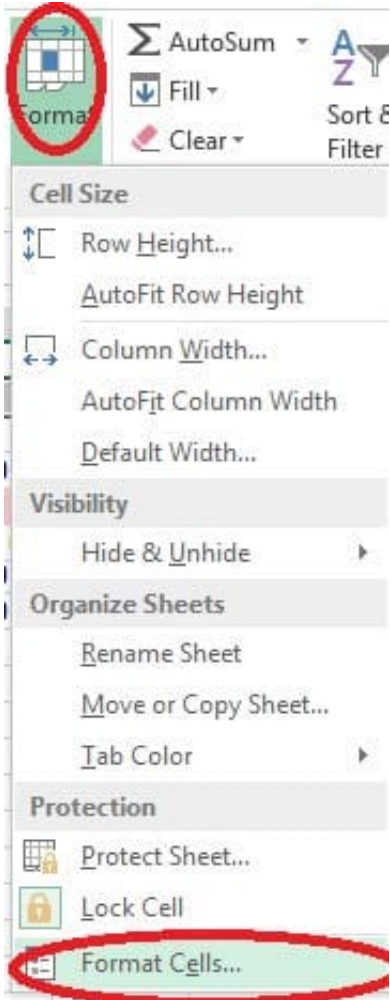 AutoSum
Fill
Clear
Sort &
Filter
Format
Cell Size
Row Height...
AutoFit Row Height
Column Width...
AutoFit Column Width
Default Width...
Visibility
Hide & Unhide
Organize Sheets
Rename Sheet
Move or Copy Sheet...
Tab Color
Protection
Protect Sheet...
Lock Cell
Format Cells...